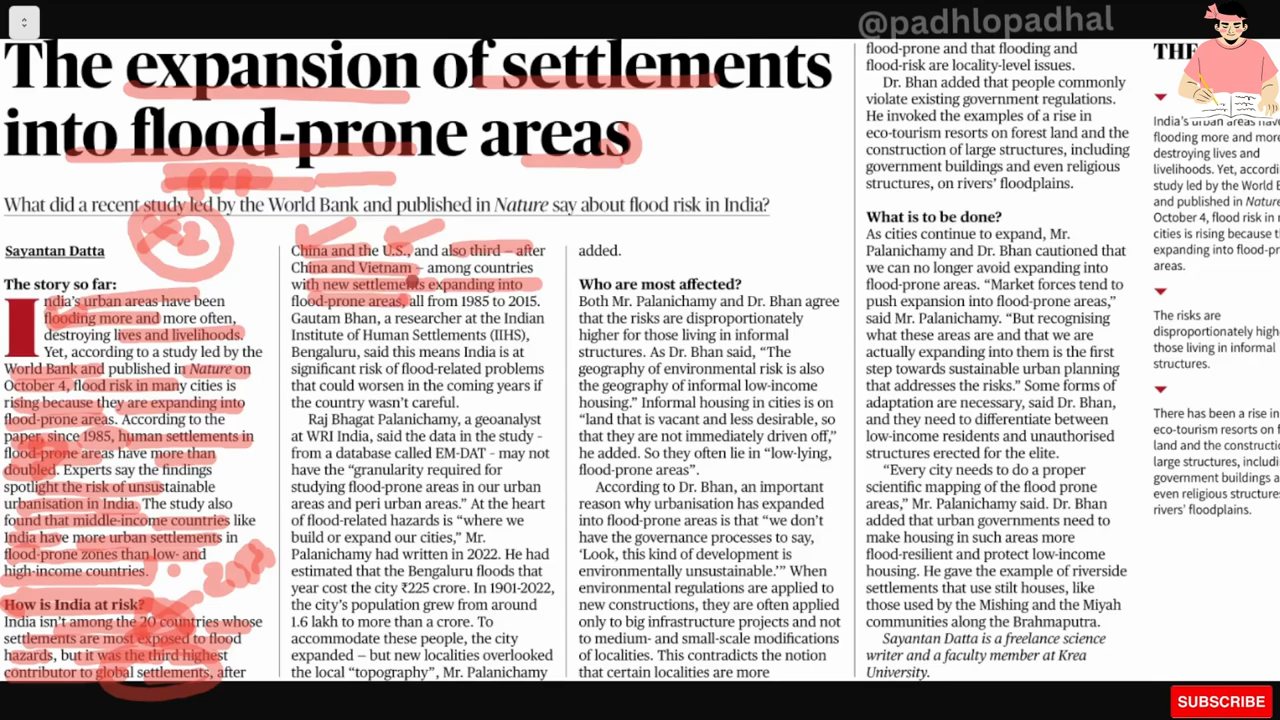 @padhlopadhal
The expansion of settlements
into flood-prone areas
What did a recent study led by the World Bank and published in Nature say about flood risk in India?
Sayantan Datta
The story so far:
India's urban areas have been
flooding more and more often,
destroying lives and livelihoods.
Yet, according to a study led by the
World Bank and published in Nature on
October 4, flood risk in many cities is
rising because they are expanding into
flood-prone areas. According to the
paper, since 1985, human settlements in
flood-prone areas have more than
doubled. Experts say the findings
spotlight the risk of unsustainable
urbanisation in India. The study also
found that middle-income countries like
India have more urban settlements in
flood-prone zones than low- and
high-income countries.
How is India at risk?
India isn't among the 20 countries whose
settlements are most exposed to flood
hazards, but it was the third highest
contributor to global settlements, after
China and the U.S., and also third – after
China and Vietnam – among countries
with new settlements expanding into
flood-prone areas, all from 1985 to 2015.
Gautam Bhan, a researcher at the Indian
Institute of Human Settlements (IIHS),
Bengaluru, said this means India is at
significant risk of flood-related problems
that could worsen in the coming years if
the country wasn't careful.
Raj Bhagat Palanichamy, a geoanalyst
at WRI India, said the data in the study -
from a database called EM-DAT - may not
have the “granularity required for
studying flood-prone areas in our urban
areas and peri urban areas.” At the heart
of flood-related hazards is “where we
build or expand our cities,” Mr.
Palanichamy had written in 2022. He had
estimated that the Bengaluru floods that
year cost the city ₹225 crore. In 1901-2022,
the city's population grew from around
1.6 lakh to more than a crore. To
accommodate these people, the city
expanded – but new localities overlooked
the local “topography”, Mr. Palanichamy
added.
Who are most affected?
Both Mr. Palanichamy and Dr. Bhan agree
that the risks are disproportionately
higher for those living in informal
structures. As Dr. Bhan said, “The
geography of environmental risk is also
the geography of informal low-income
housing.” Informal housing in cities is on
“land that is vacant and less desirable, so
that they are not immediately driven off,”
he added. So they often lie in “low-lying,
flood-prone areas”.
According to Dr. Bhan, an important
reason why urbanisation has expanded
into flood-prone areas is that “we don't
have the governance processes to say,
‘Look, this kind of development is
environmentally unsustainable.’” When
environmental regulations are applied to
new constructions, they are often applied
only to big infrastructure projects and not
to medium- and small-scale modifications
of localities. This contradicts the notion
that certain localities are more
flood-prone and that flooding and
flood-risk are locality-level issues.
Dr. Bhan added that people commonly
violate existing government regulations.
He invoked the examples of a rise in
eco-tourism resorts on forest land and the
construction of large structures, including
government buildings and even religious
structures, on rivers' floodplains.
What is to be done?
As cities continue to expand, Mr.
Palanichamy and Dr. Bhan cautioned that
we can no longer avoid expanding into
flood-prone areas. “Market forces tend to
push expansion into flood-prone areas,”
said Mr. Palanichamy. “But recognising
what these areas are and that we are
actually expanding into them is the first
step towards sustainable urban planning
that addresses the risks.” Some forms of
adaptation are necessary, said Dr. Bhan,
and they need to differentiate between
low-income residents and unauthorised
structures erected for the elite.
“Every city needs to do a proper
scientific mapping of the flood prone
areas,” Mr. Palanichamy said. Dr. Bhan
added that urban governments need to
make housing in such areas more
flood-resilient and protect low-income
housing. He gave the example of riverside
settlements that use stilt houses, like
those used by the Mishing and the Miyah
communities along the Brahmaputra.
Sayantan Datta is a freelance science
writer and a faculty member at Krea
University.
THE
India's urban areas have
flooding more and more
destroying lives and
livelihoods. Yet, accordi
study led by the World B
and published in Nature
October 4, flood risk in m
cities is rising because th
expanding into flood-pr
areas.
The risks are
disproportionately high
those living in informal
structures.
There has been a rise in
eco-tourism resorts on f
land and the constructio
large structures, includi
government buildings a
even religious structure
rivers' floodplains.
SUBSCRIBE